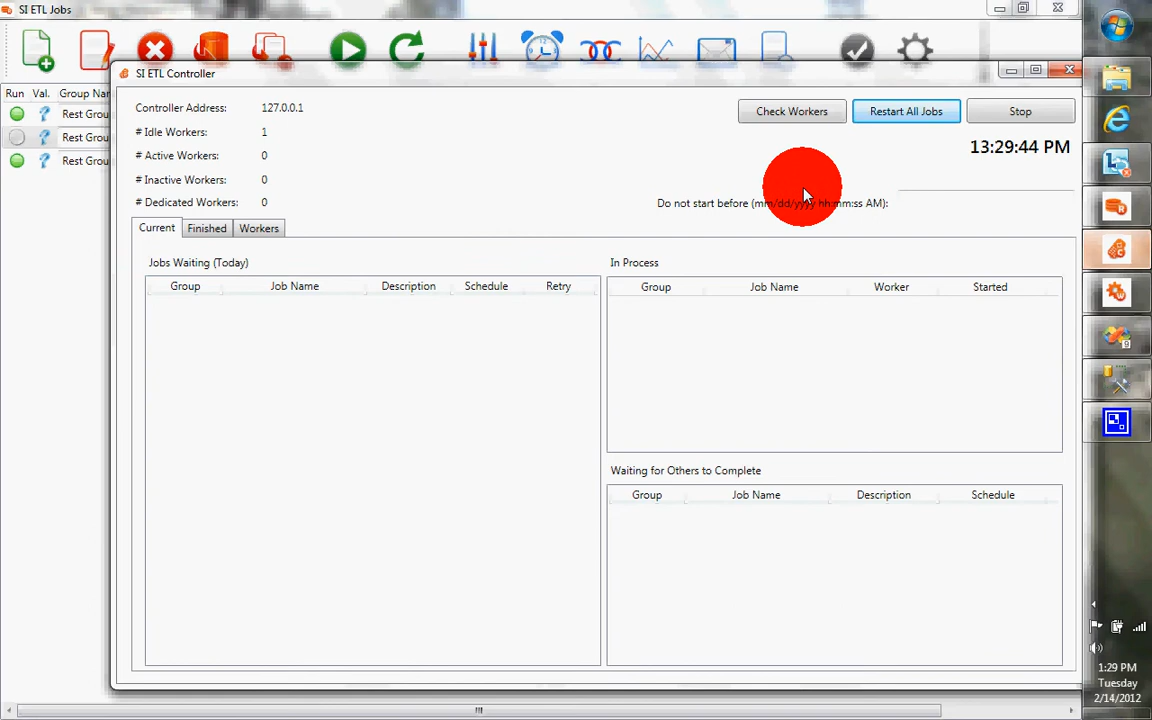 SI ETL Jobs
SI ETL Controller
Run Val. Group Nar
Rest Grou
Rest Grou
Rest Grou
Controller Address: 127.0.0.1
# Idle Workers: 1
# Active Workers: 0
# Inactive Workers: 0
# Dedicated Workers: 0
Check Workers
Restart All Jobs
Stop
13:29:44 PM
Do not start before (mm/dd/yyyy hh:mm:ss AM):
Current Finished Workers
Jobs Waiting (Today)
Group Job Name Description Schedule Retry
In Process
Group Job Name Worker Started
Waiting for Others to Complete
Group Job Name Description Schedule
1:29 PM
Tuesday
2/14/2012